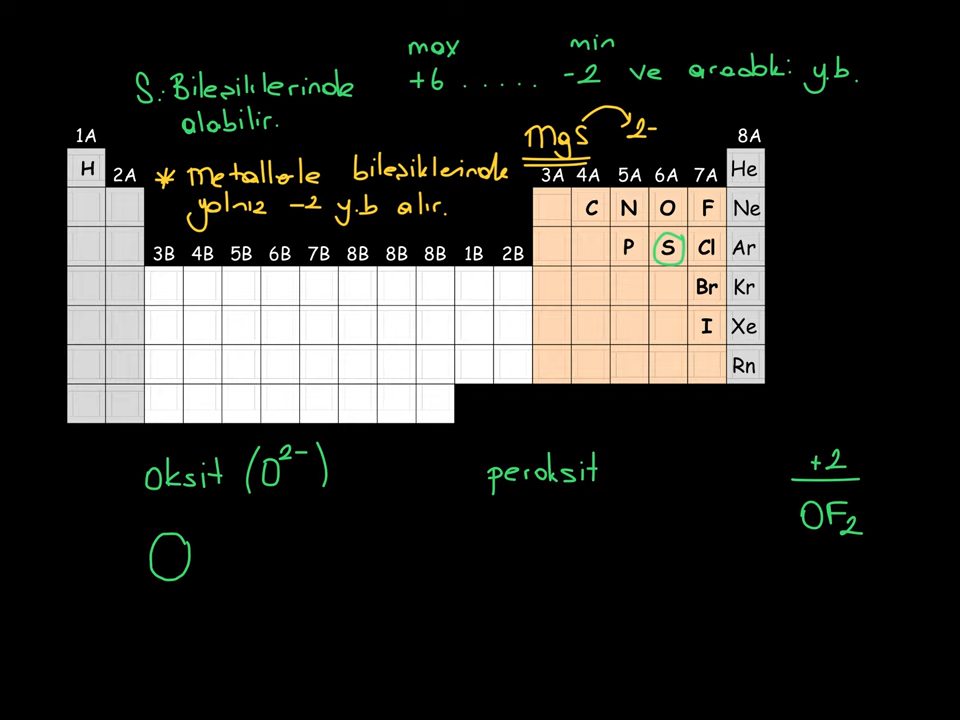 max min
S: Bileşiklerinde +6 ..... -2 ve aradaki y.b.
alabilir.
MgS 2-
1A 8A
* Metallerle bileşiklerinde
H 2A 3A 4A 5A 6A 7A He
yalnız -2 y.b alır.
C N O F Ne
3B 4B 5B 6B 7B 8B 8B 8B 1B 2B P S Cl Ar
Br Kr
I Xe
Rn
oksit (O²⁻) peroksit +2
OF₂
O